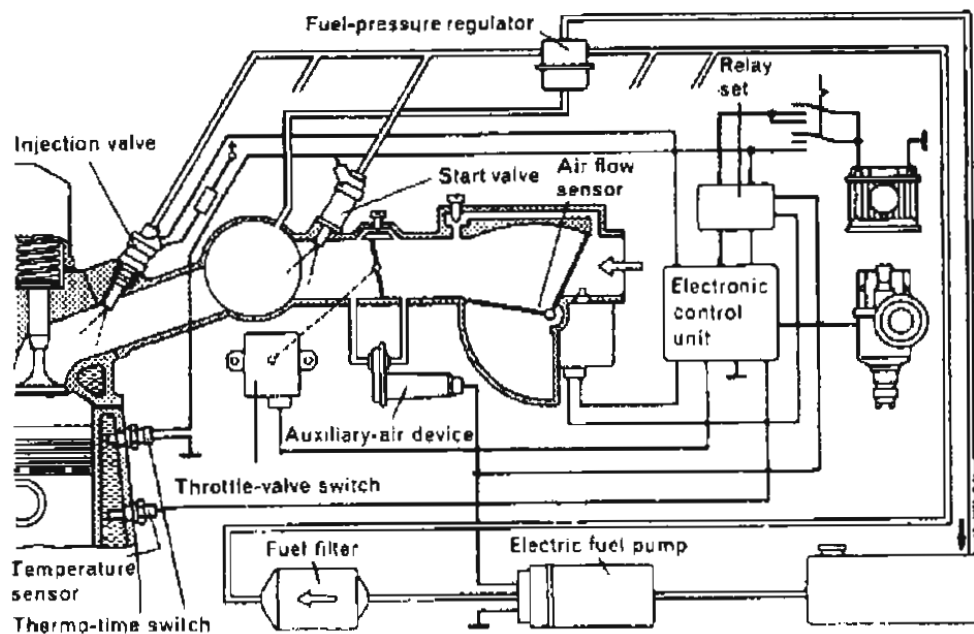 Fuel-pressure regulator
Relay
set
Injection valve
Start valve
Air flow
sensor
Electronic
control
unit
Auxiliary-air device
Throttle-valve switch
Fuel filter
Electric fuel pump
Temperature
sensor
Thermo-time switch